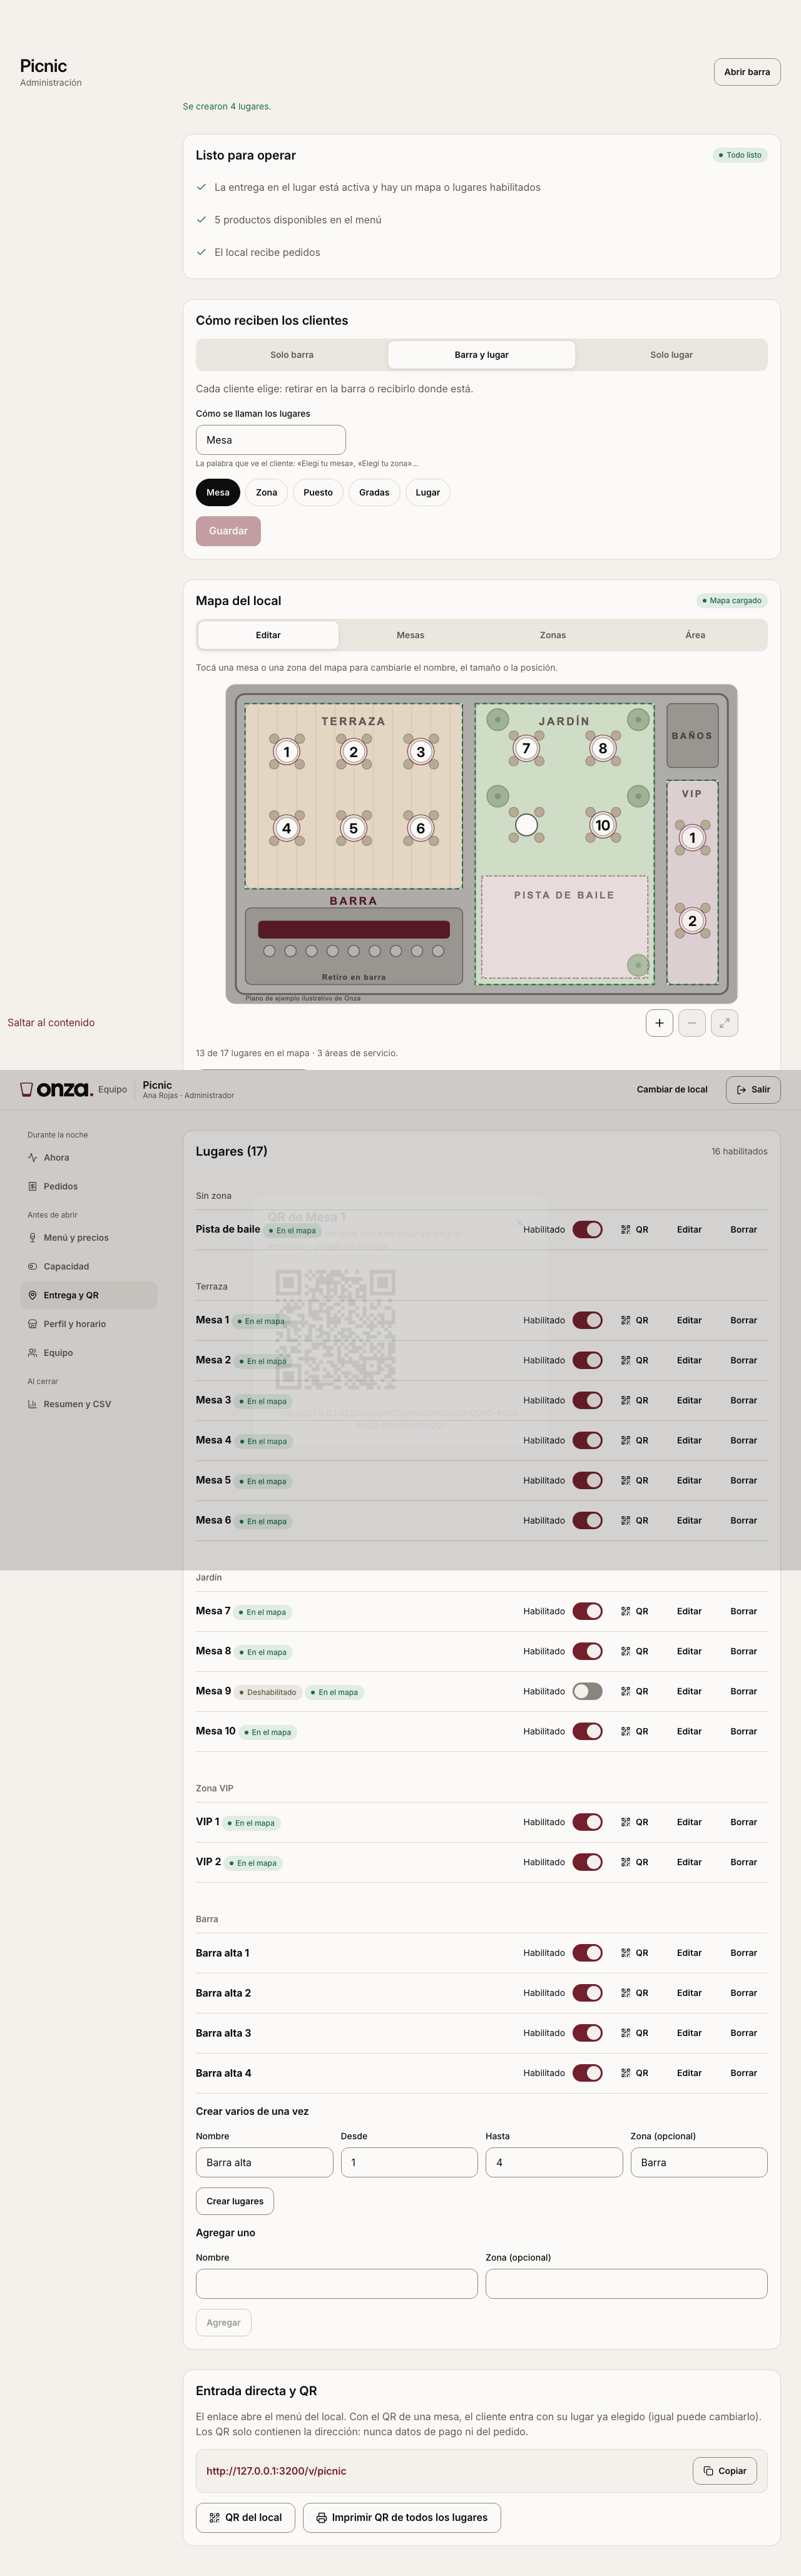 Picnic
Administración
Abrir barra
Se crearon 4 lugares.
Listo para operar
Todo listo
La entrega en el lugar está activa y hay un mapa o lugares habilitados
5 productos disponibles en el menú
El local recibe pedidos
Cómo reciben los clientes
Solo barra
Barra y lugar
Solo lugar
Cada cliente elige: retirar en la barra o recibirlo donde está.
Cómo se llaman los lugares
Mesa
La palabra que ve el cliente: «Elegí tu mesa», «Elegí tu zona»...
Mesa Zona Puesto Gradas Lugar
Guardar
Mapa del local
Mapa cargado
Editar Mesas Zonas Área
Tocá una mesa o una zona del mapa para cambiarle el nombre, el tamaño o la posición.
TERRAZA
JARDÍN
BAÑOS
1 2 3
7 8
VIP
4 5 6
10
1
PISTA DE BAILE
BARRA
2
Retiro en barra
Plano de ejemplo ilustrativo de Onza
Saltar al contenido
13 de 17 lugares en el mapa · 3 áreas de servicio.
onza. Equipo
Picnic
Ana Rojas · Administrador
Cambiar de local
Salir
Durante la noche
Ahora
Pedidos
Antes de abrir
Menú y precios
Capacidad
Entrega y QR
Perfil y horario
Equipo
Al cerrar
Resumen y CSV
Lugares (17)
16 habilitados
QR de Mesa 1
Sin zona
Pista de baile En el mapa Habilitado QR Editar Borrar
Terraza
Mesa 1 En el mapa Habilitado QR Editar Borrar
Mesa 2 En el mapa Habilitado QR Editar Borrar
Mesa 3 En el mapa Habilitado QR Editar Borrar
Mesa 4 En el mapa Habilitado QR Editar Borrar
Mesa 5 En el mapa Habilitado QR Editar Borrar
Mesa 6 En el mapa Habilitado QR Editar Borrar
Jardín
Mesa 7 En el mapa Habilitado QR Editar Borrar
Mesa 8 En el mapa Habilitado QR Editar Borrar
Mesa 9 Deshabilitado En el mapa Habilitado QR Editar Borrar
Mesa 10 En el mapa Habilitado QR Editar Borrar
Zona VIP
VIP 1 En el mapa Habilitado QR Editar Borrar
VIP 2 En el mapa Habilitado QR Editar Borrar
Barra
Barra alta 1 Habilitado QR Editar Borrar
Barra alta 2 Habilitado QR Editar Borrar
Barra alta 3 Habilitado QR Editar Borrar
Barra alta 4 Habilitado QR Editar Borrar
Crear varios de una vez
Nombre Desde Hasta Zona (opcional)
Barra alta 1 4 Barra
Crear lugares
Agregar uno
Nombre Zona (opcional)
Agregar
Entrada directa y QR
El enlace abre el menú del local. Con el QR de una mesa, el cliente entra con su lugar ya elegido (igual puede cambiarlo).
Los QR solo contienen la dirección: nunca datos de pago ni del pedido.
http://127.0.0.1:3200/v/picnic
Copiar
QR del local
Imprimir QR de todos los lugares